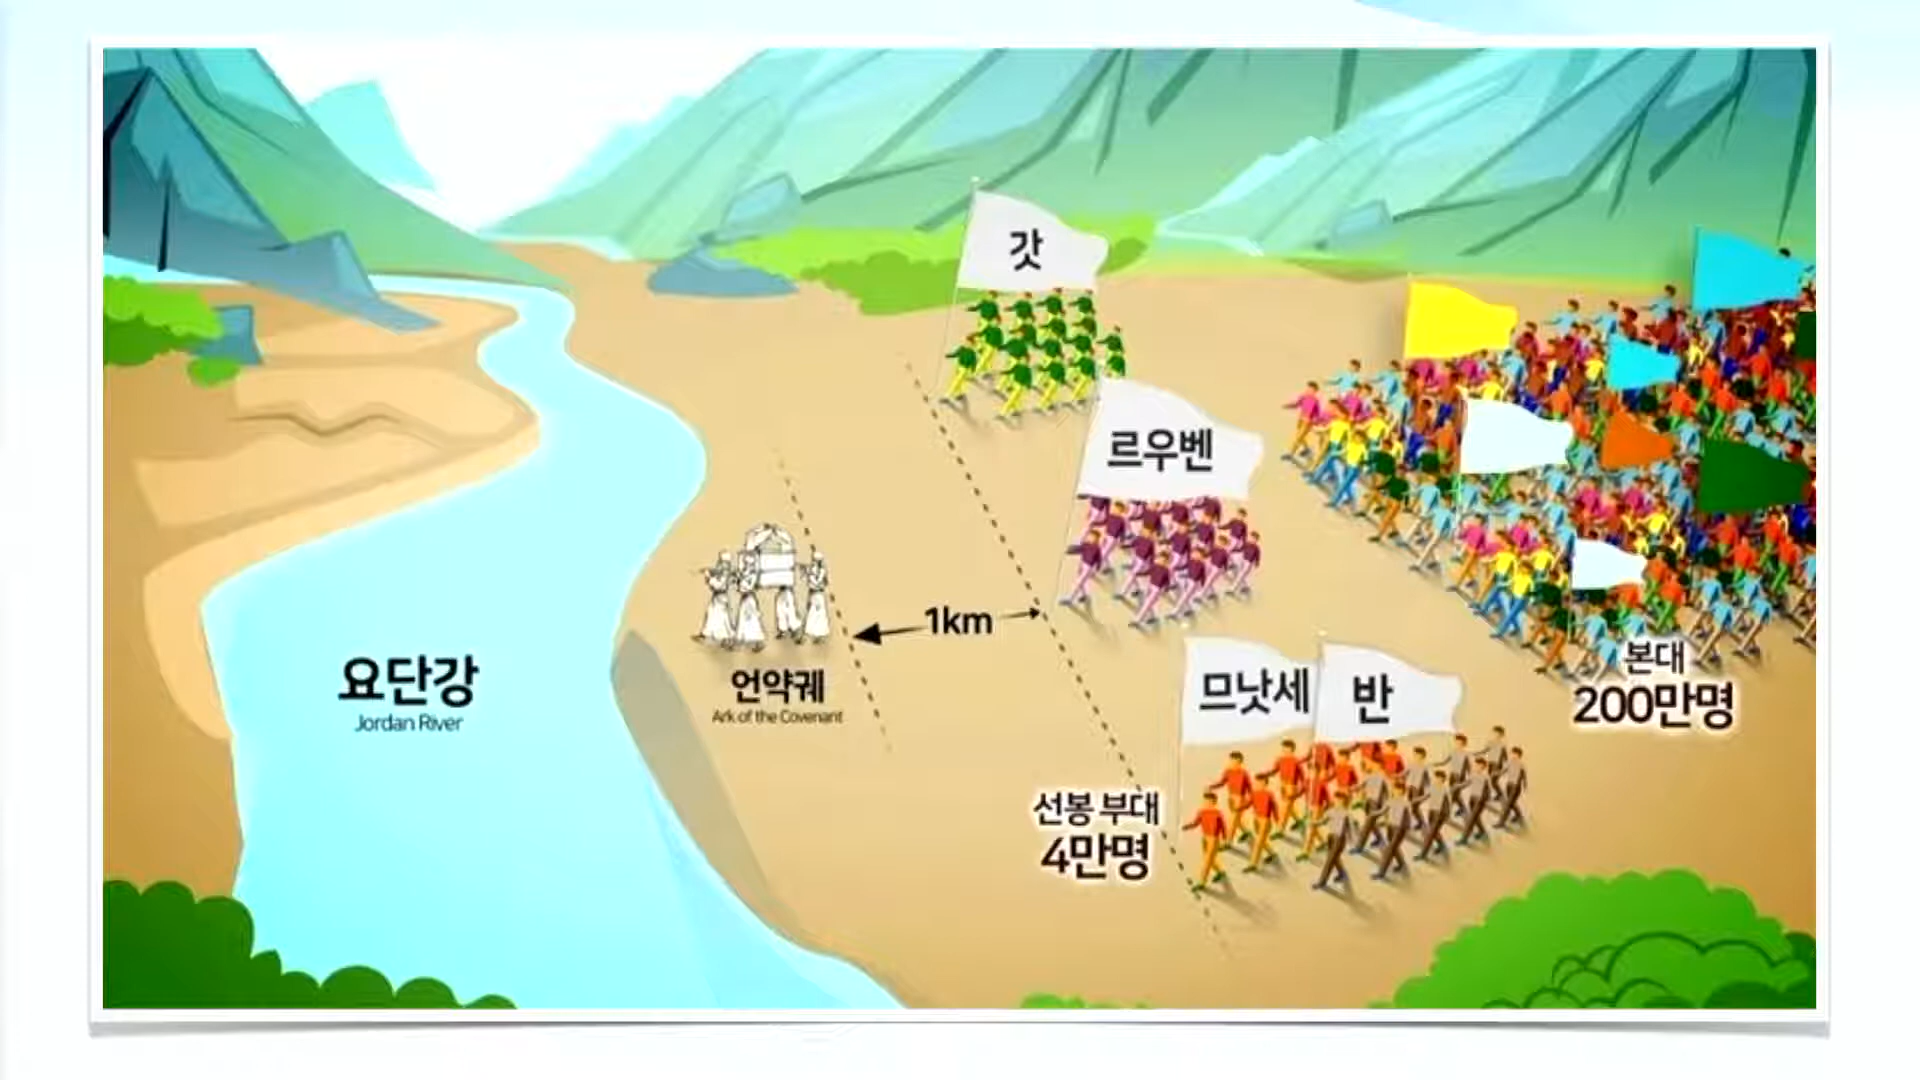 갓
르우벤
므낫세 반
1km
언약궤
Ark of the Covenant
요단강
Jordan River
선봉 부대
4만명
본대
200만명